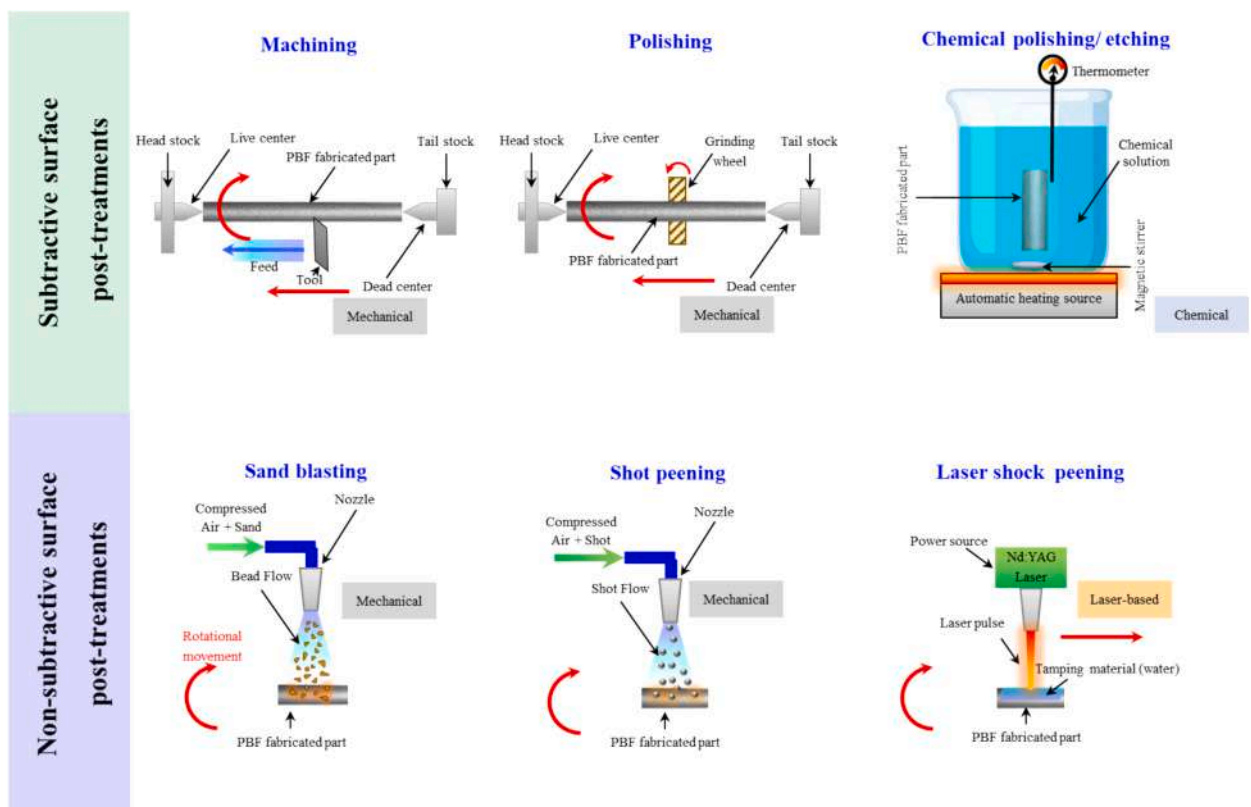 Subtractive surface
post-treatments
Machining
Head stock
Live center
PBF fabricated part
Tail stock
Feed
Tool
Dead center
Mechanical
Polishing
Head stock
Live center
Grinding
wheel
Tail stock
PBF fabricated part
Dead center
Mechanical
Chemical polishing/ etching
Thermometer
PBF fabricated part
Chemical
solution
Magnetic stirrer
Automatic heating source
Chemical
Non-subtractive surface
post-treatments
Sand blasting
Compressed
Air + Sand
Nozzle
Bead Flow
Mechanical
Rotational
movement
PBF fabricated part
Shot peening
Compressed
Air + Shot
Nozzle
Shot Flow
Mechanical
PBF fabricated part
Laser shock peening
Power source
Nd:YAG
Laser
Laser-based
Laser pulse
Tamping material (water)
PBF fabricated part